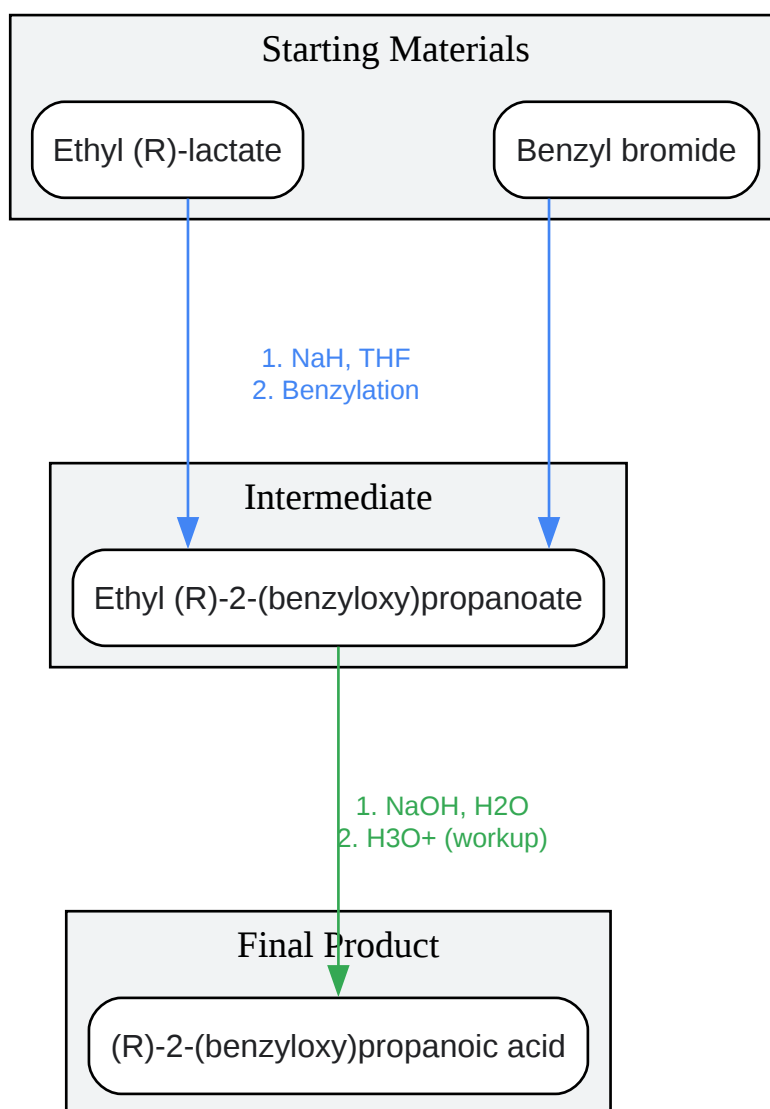 Starting Materials
Ethyl (R)-lactate
Benzyl bromide
1. NaH, THF
2. Benzylation
Intermediate
Ethyl (R)-2-(benzyloxy)propanoate
1. NaOH, H2O
2. H3O+ (workup)
Final Product
(R)-2-(benzyloxy)propanoic acid